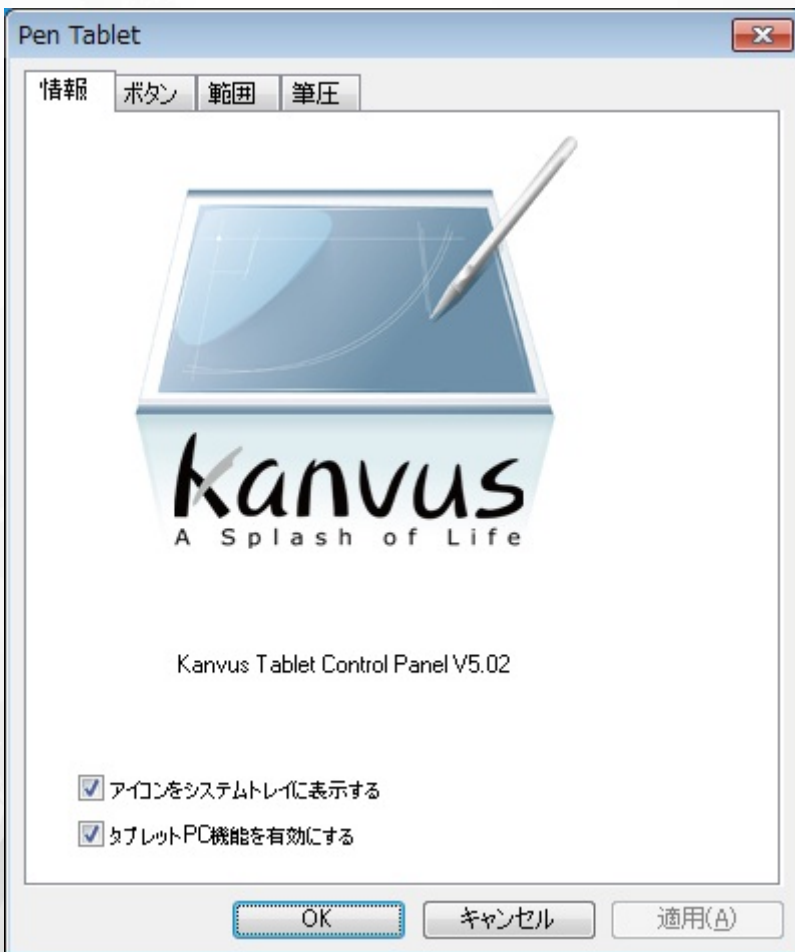 Pen Tablet
情報 ボタン 範囲 筆圧
Kanvus
A Splash of Life
Kanvus Tablet Control Panel V5.02
アイコンをシステムトレイに表示する
タブレットPC機能を有効にする
OK キャンセル 適用(A)